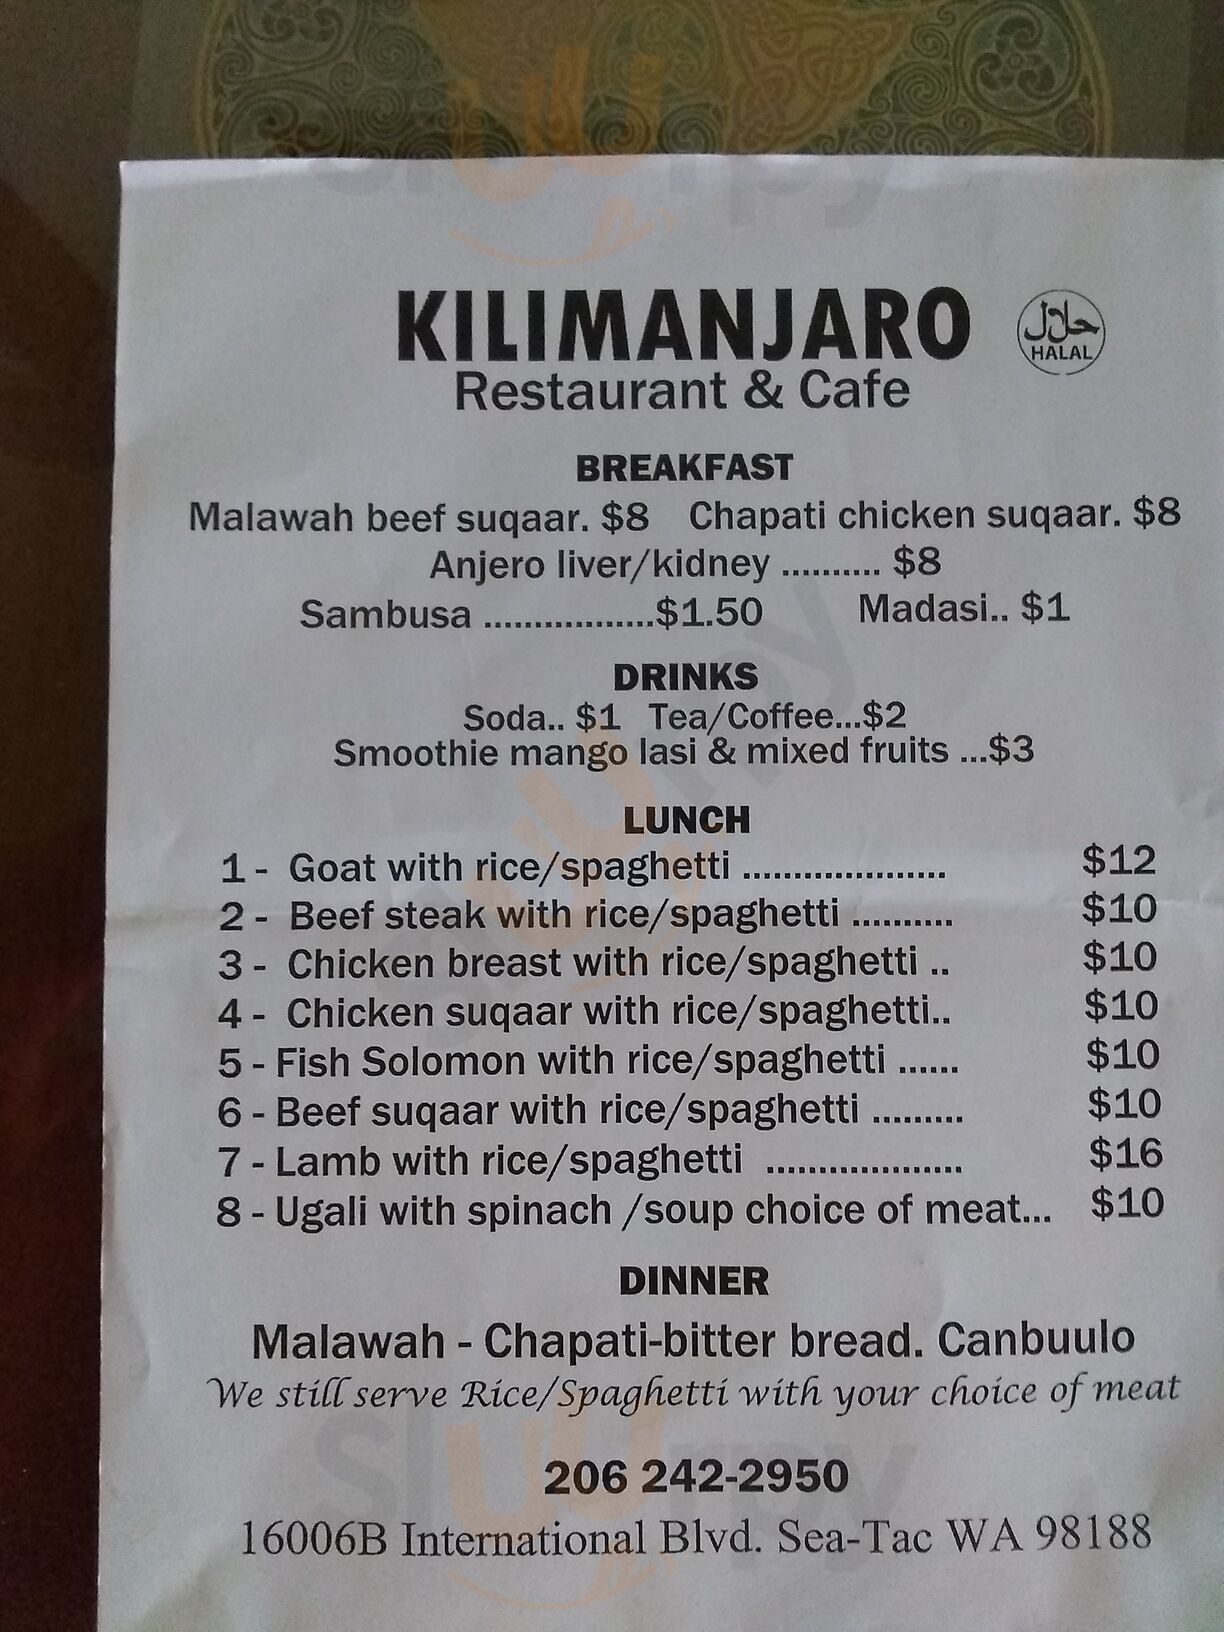 KILIMANJARO
حلال
HALAL
Restaurant & Cafe
BREAKFAST
Malawah beef suqaar. $8 Chapati chicken suqaar. $8
Anjero liver/kidney .......... $8
Sambusa .................$1.50 Madasi.. $1
DRINKS
Soda.. $1 Tea/Coffee...$2
Smoothie mango lasi & mixed fruits ...$3
LUNCH
1 - Goat with rice/spaghetti .................... $12
2 - Beef steak with rice/spaghetti .......... $10
3 - Chicken breast with rice/spaghetti .. $10
4 - Chicken suqaar with rice/spaghetti.. $10
5 - Fish Solomon with rice/spaghetti ...... $10
6 - Beef suqaar with rice/spaghetti ......... $10
7 - Lamb with rice/spaghetti ................... $16
8 - Ugali with spinach /soup choice of meat... $10
DINNER
Malawah - Chapati-bitter bread. Canbuulo
We still serve Rice/Spaghetti with your choice of meat
206 242-2950
16006B International Blvd. Sea-Tac WA 98188
slurpy
slurpy
slurpy